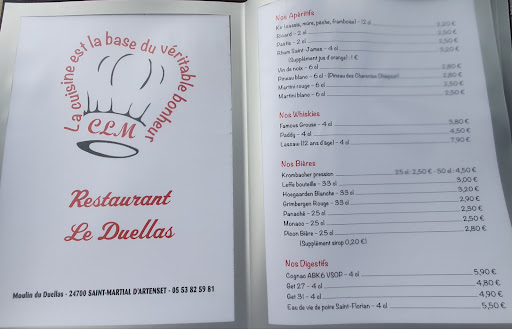 La cuisine est la base du véritable bonheur
CLM
Restaurant
Le Duellas
Moulin du Duellas - 24700 SAINT-MARTIAL D'ARTENSET - 05 53 82 59 81
Nos Apéritifs
Kir (cassis, mûre, pêche, framboise) - 12 cl 2,20 €
Ricard - 2 cl 2,50 €
Pastis - 2 cl 2,50 €
Rhum Saint-James - 4 cl 3,20 €
(Supplément jus d'orange) 1 €
Vin de noix - 6 cl 2,80 €
Pineau blanc - 6 cl - (Pineau des Charentes 2,80 €
Martini rouge - 6 cl 2,50 €
Martini blanc - 6 cl 2,50 €
Nos Whiskies
Famous Grouse - 4 cl 3,80 €
Paddy - 4 cl 4,50 €
(12 ans d'âge) - 4 cl 7,90 €
Nos Bières
Krombacher pression 25 cl : 2,50 € - 50 cl : 4,50 €
Leffe bouteille - 33 cl 3,00 €
Hoegaarden Blanche - 33 cl 3,20 €
Grimbergen Rouge - 33 cl 2,90 €
Panaché - 25 cl 2,30 €
Monaco - 25 cl 2,50 €
Picon Bière - 25 cl 2,80 €
(Supplément sirop 0,20 €)
Nos Digestifs
Cognac ABK6 VSOP - 4 cl 5,90 €
Get 27 - 4 cl 4,80 €
Get 31 - 4 cl 4,90 €
Eau de vie de poire Saint-Florian - 4 cl 5,50 €